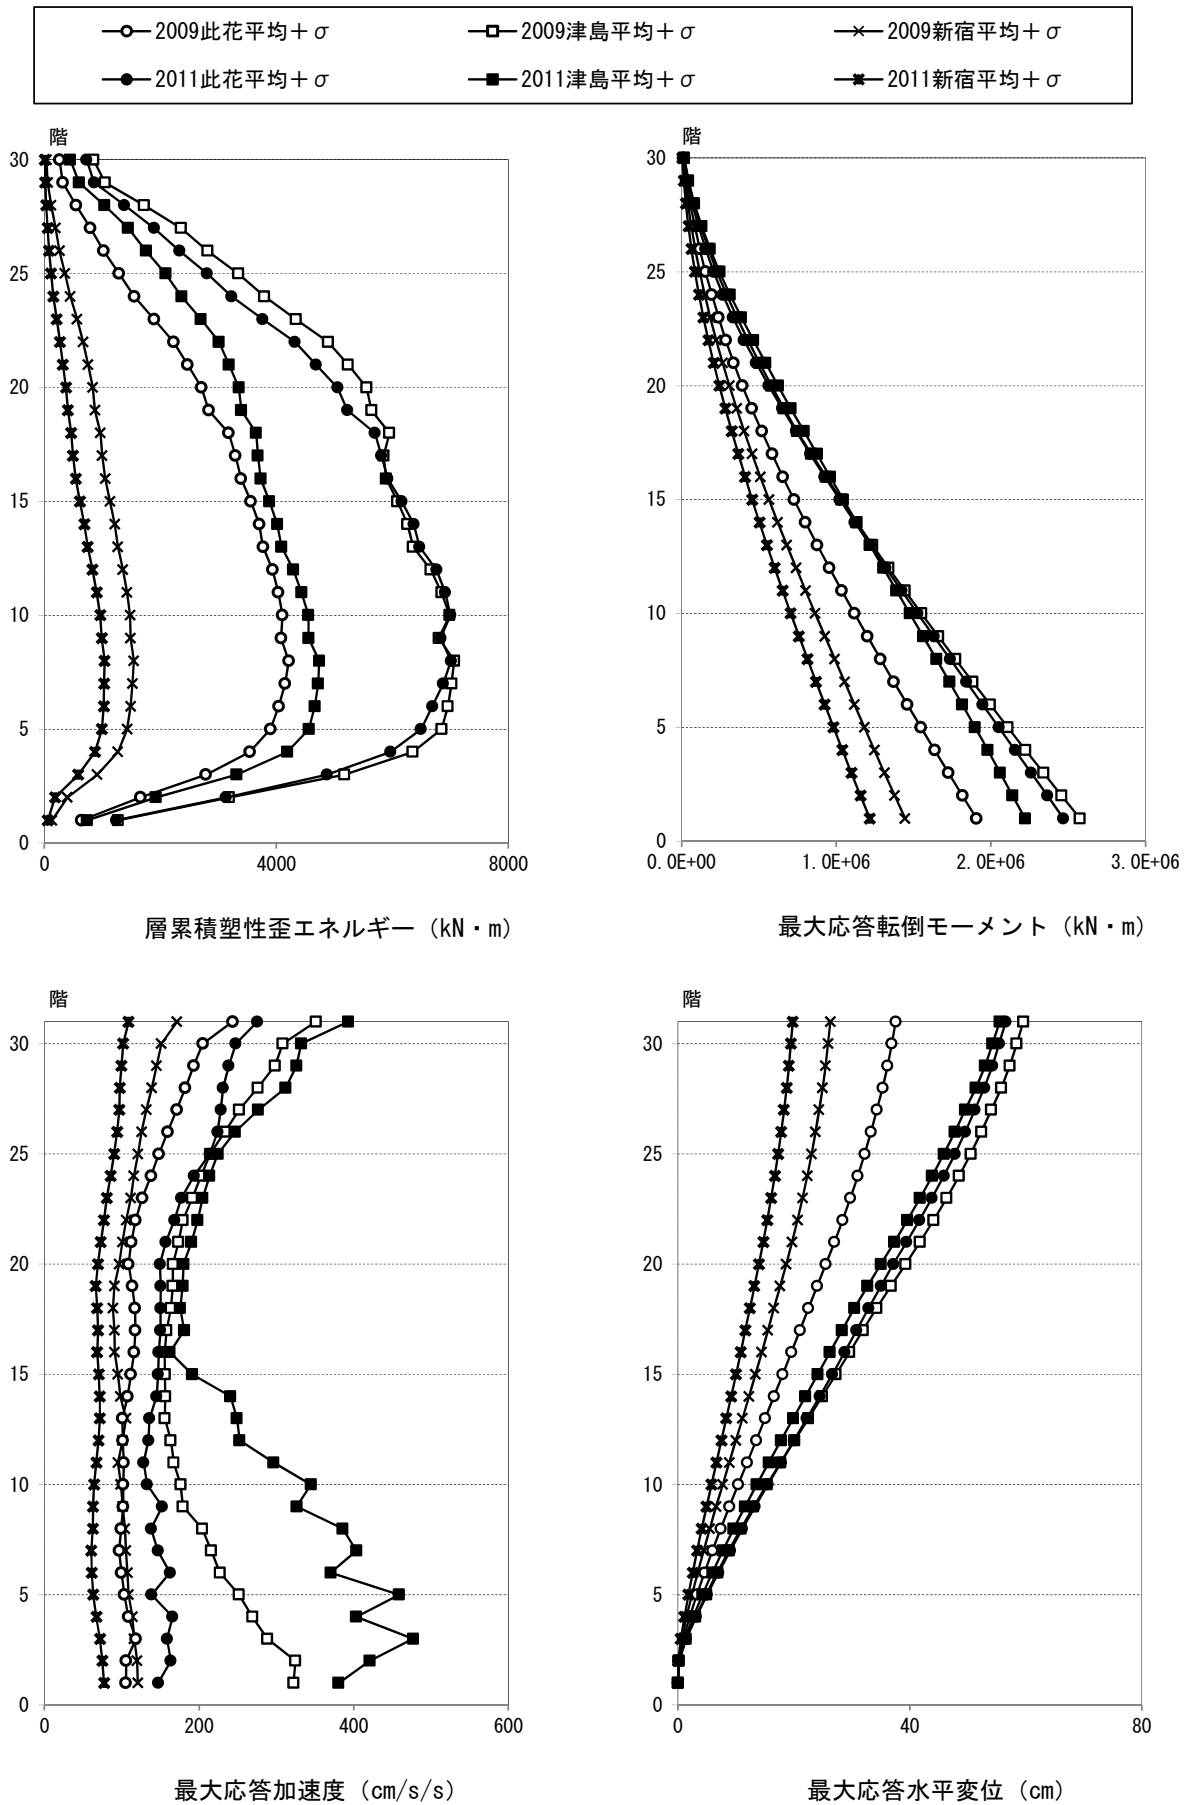 2009此花平均＋σ 2009津島平均＋σ 2009新宿平均＋σ
2011此花平均＋σ 2011津島平均＋σ 2011新宿平均＋σ
階
30
25
20
15
10
5
0
0 4000 8000
層累積塑性歪エネルギー（kN・m）
階
30
25
20
15
10
5
0
0.0E+00 1.0E+06 2.0E+06 3.0E+06
最大応答転倒モーメント（kN・m）
階
30
25
20
15
10
5
0
0 200 400 600
最大応答加速度（cm/s/s）
階
30
25
20
15
10
5
0
0 40 80
最大応答水平変位（cm）